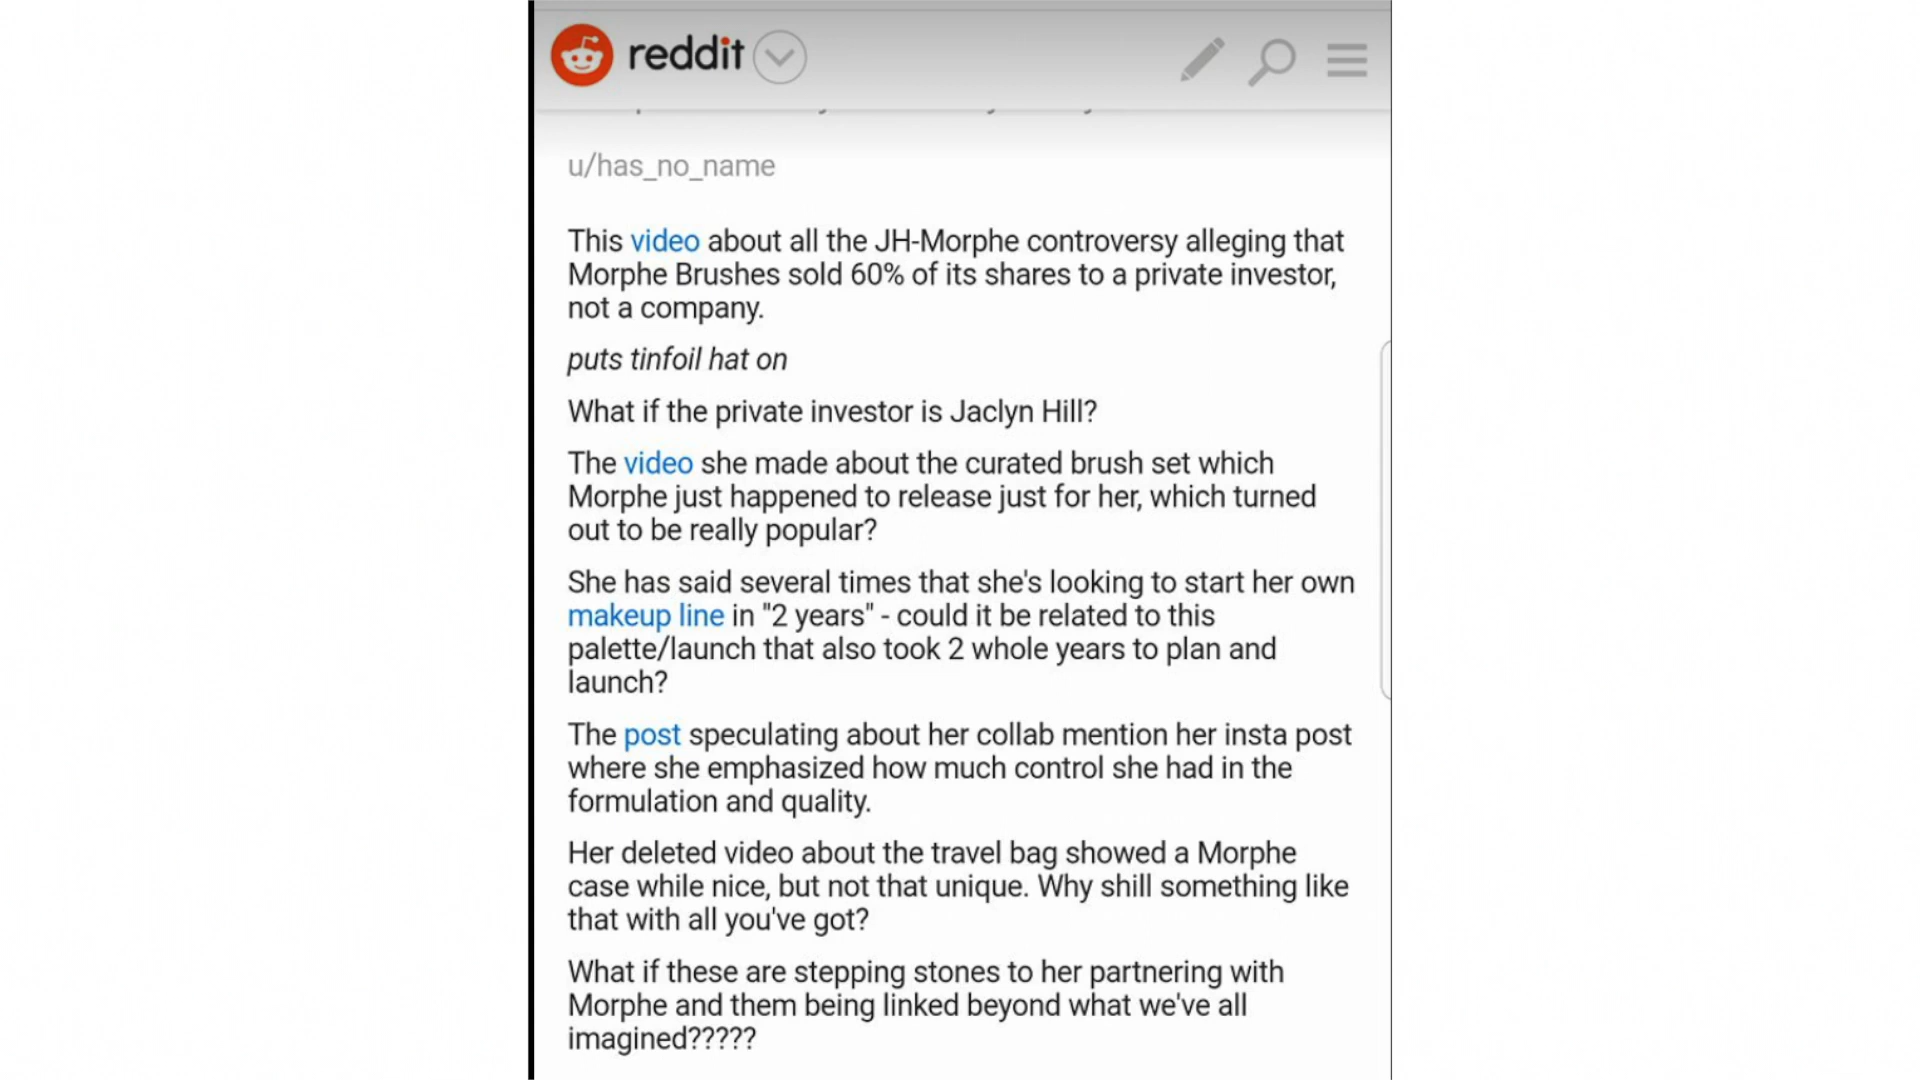 reddit
u/has_no_name
This video about all the JH-Morphe controversy alleging that
Morphe Brushes sold 60% of its shares to a private investor,
not a company.
puts tinfoil hat on
What if the private investor is Jaclyn Hill?
The video she made about the curated brush set which
Morphe just happened to release just for her, which turned
out to be really popular?
She has said several times that she's looking to start her own
makeup line in "2 years" - could it be related to this
palette/launch that also took 2 whole years to plan and
launch?
The post speculating about her collab mention her insta post
where she emphasized how much control she had in the
formulation and quality.
Her deleted video about the travel bag showed a Morphe
case while nice, but not that unique. Why shill something like
that with all you've got?
What if these are stepping stones to her partnering with
Morphe and them being linked beyond what we've all
imagined?????